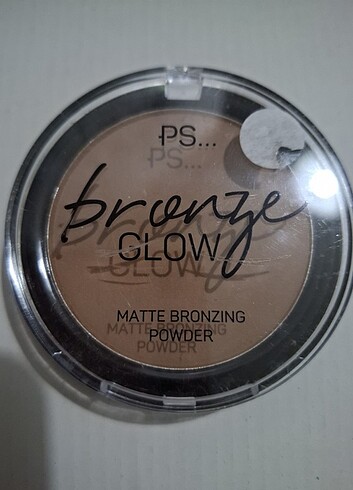 PS...
bronze
GLOW
MATTE BRONZING
POWDER